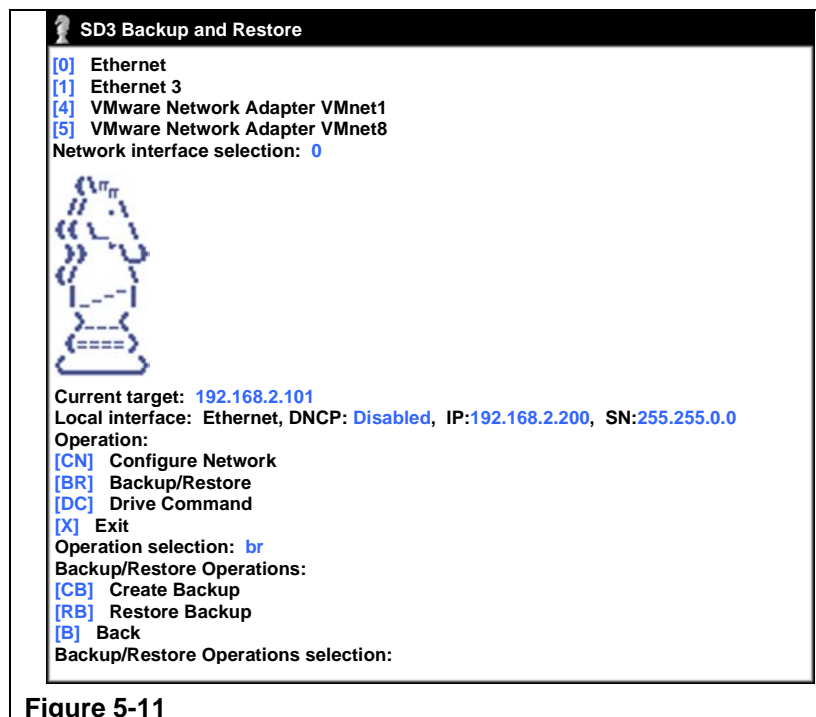 SD3 Backup and Restore
[0] Ethernet
[1] Ethernet 3
[4] VMware Network Adapter VMnet1
[5] VMware Network Adapter VMnet8
Network interface selection: 0
Current target: 192.168.2.101
Local interface: Ethernet, DNCP: Disabled, IP:192.168.2.200, SN:255.255.0.0
Operation:
[CN] Configure Network
[BR] Backup/Restore
[DC] Drive Command
[X] Exit
Operation selection: br
Backup/Restore Operations:
[CB] Create Backup
[RB] Restore Backup
[B] Back
Backup/Restore Operations selection:
Figure 5-11